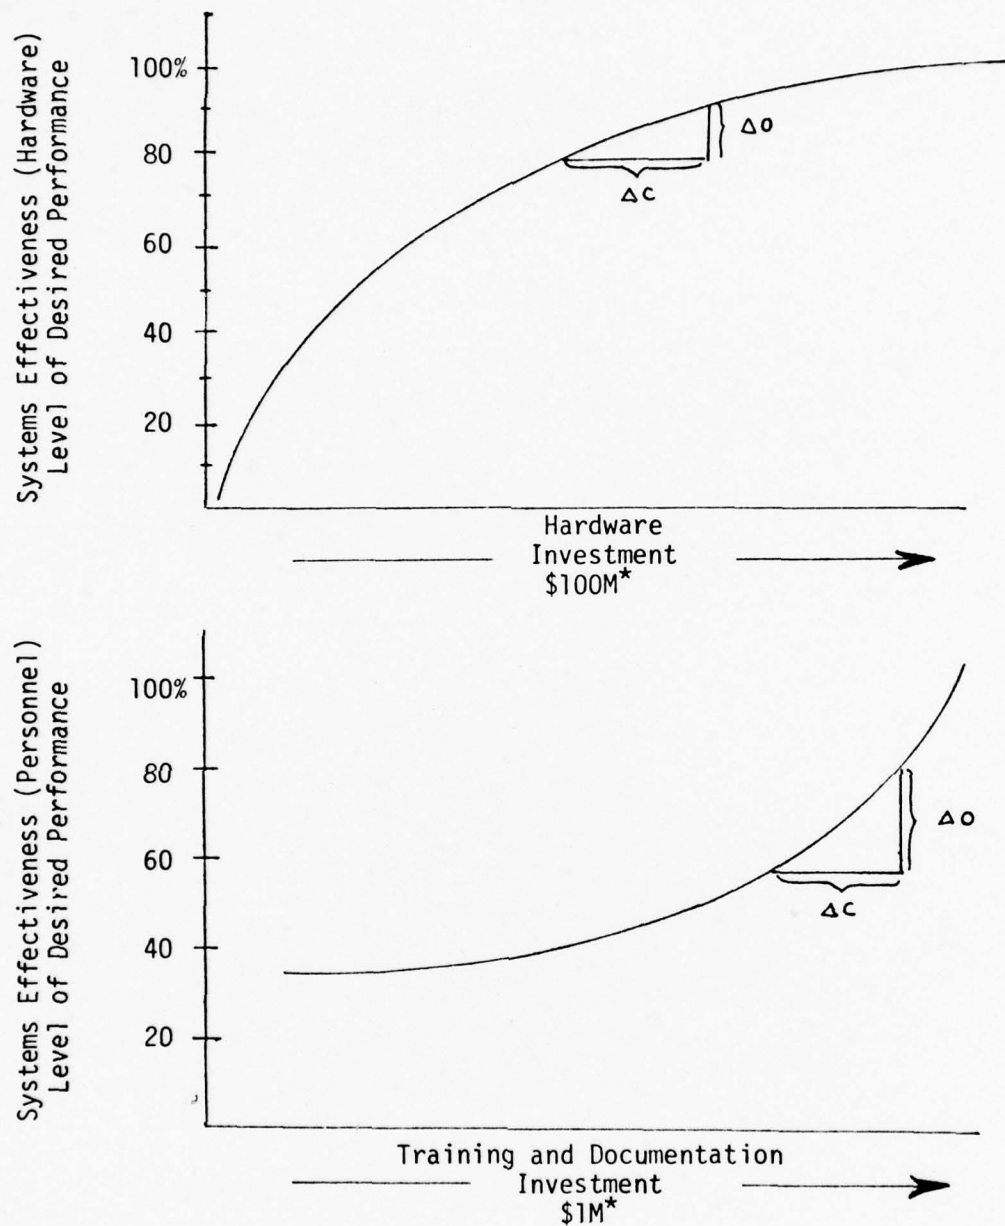 Systems Effectiveness (Hardware)
Level of Desired Performance
100%
80
60
40
20
ΔO
ΔC
Hardware
Investment
$100M*
Systems Effectiveness (Personnel)
Level of Desired Performance
100%
80
60
40
20
ΔO
ΔC
Training and Documentation
Investment
$1M*